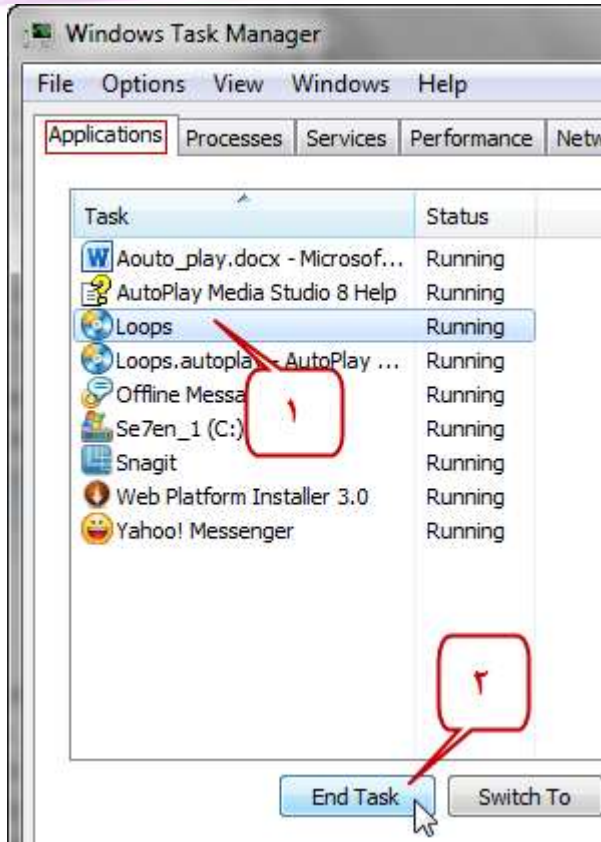 Windows Task Manager
File Options View Windows Help
Applications Processes Services Performance Netw
Task Status
Aouto_play.docx - Microsof... Running
AutoPlay Media Studio 8 Help Running
Loops Running
Loops.autopla - AutoPlay ... Running
Offline Messa Running
Se7en_1 (C:) Running
۱
Snagit Running
Web Platform Installer 3.0 Running
Yahoo! Messenger Running
۲
End Task Switch To